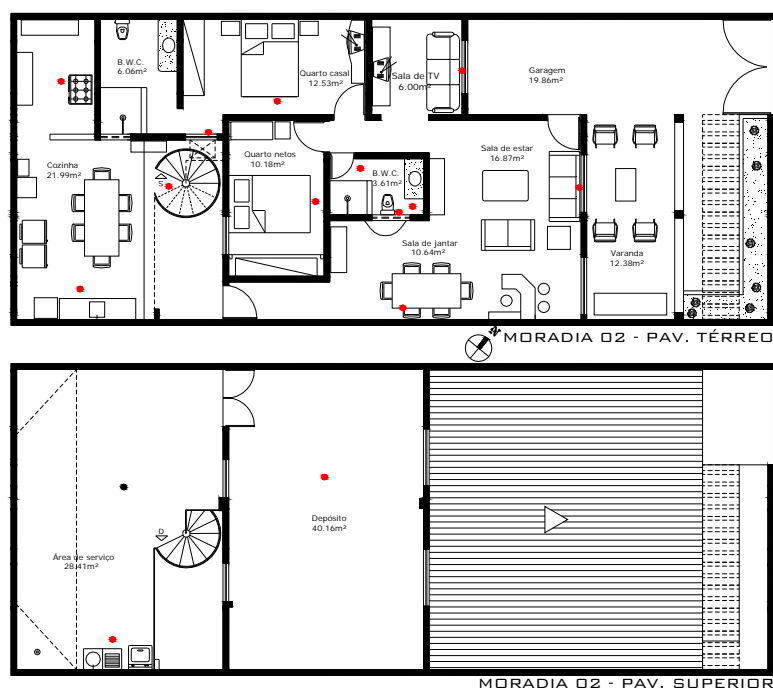 B.W.C.
6.06m²
Quarto casal
12.53m²
Sala de TV
6.00m²
Garagem
19.86m²
Cozinha
21.99m²
S
Quarto netos
10.18m²
B.W.C.
3.61m²
Sala de estar
16.87m²
Sala de jantar
10.64m²
Varanda
12.38m²
N
MORADIA 02 - PAV. TÉRREO
Depósito
40.16m²
D
Área de serviço
28.41m²
MORADIA 02 - PAV. SUPERIOR